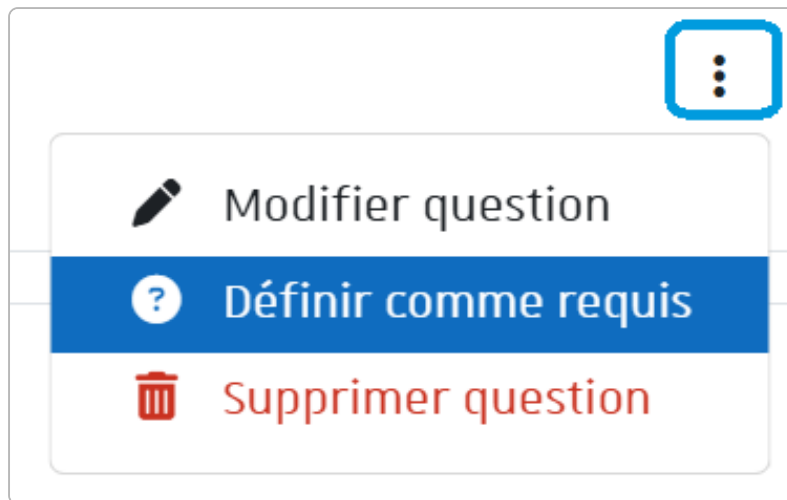 Modifier question
Définir comme requis
Supprimer question